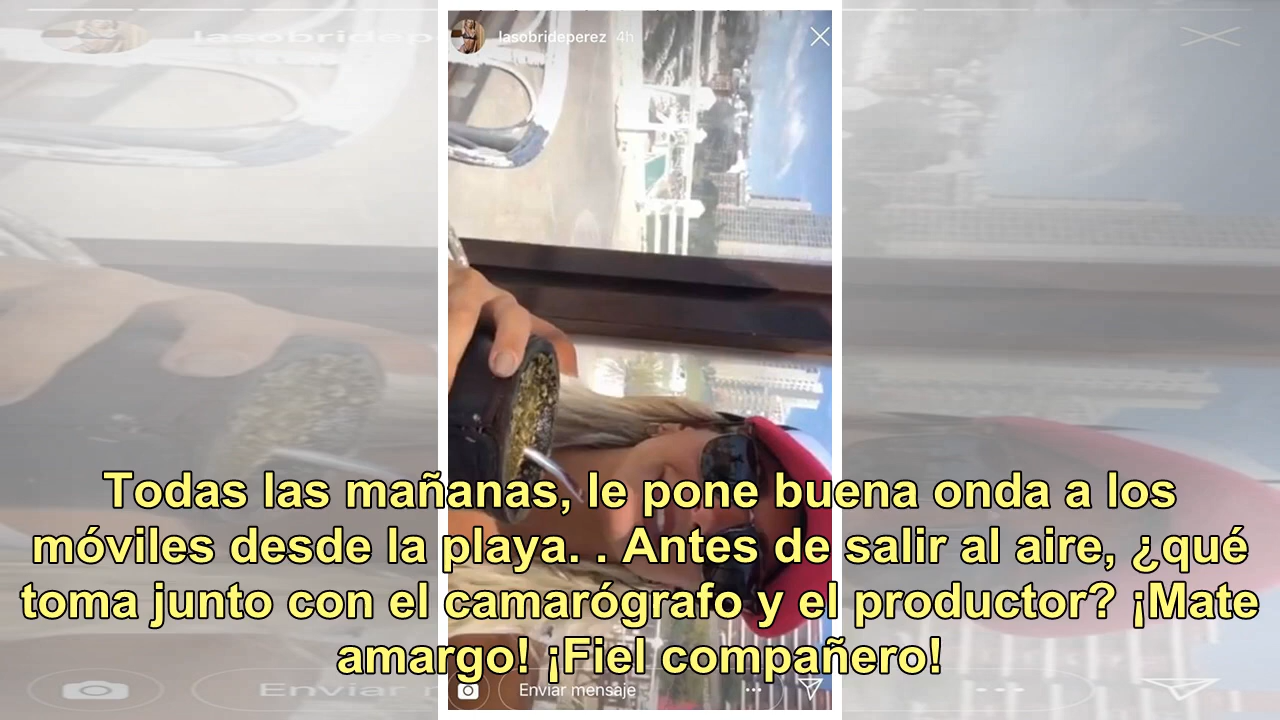 lasobrideperez 4h
Todas las mañanas, le pone buena onda a los
móviles desde la playa. . Antes de salir al aire, ¿qué
toma junto con el camarógrafo y el productor? ¡Mate
amargo! ¡Fiel compañero!
Enviar mensaje